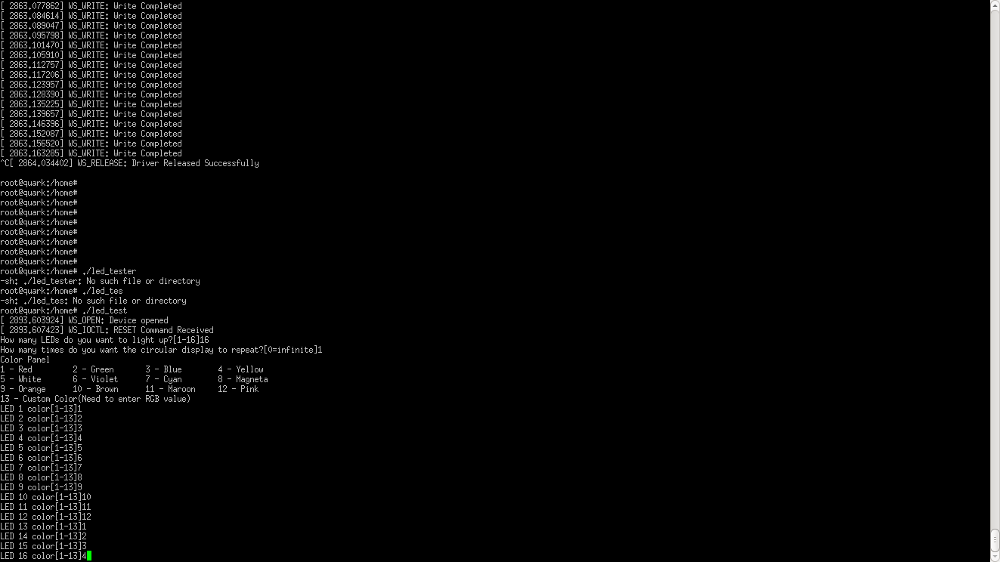 [ 2863.077862] WS_WRITE: Write Completed
[ 2863.084614] WS_WRITE: Write Completed
[ 2863.089047] WS_WRITE: Write Completed
[ 2863.095798] WS_WRITE: Write Completed
[ 2863.101470] WS_WRITE: Write Completed
[ 2863.105910] WS_WRITE: Write Completed
[ 2863.112757] WS_WRITE: Write Completed
[ 2863.117206] WS_WRITE: Write Completed
[ 2863.123957] WS_WRITE: Write Completed
[ 2863.128390] WS_WRITE: Write Completed
[ 2863.135225] WS_WRITE: Write Completed
[ 2863.139657] WS_WRITE: Write Completed
[ 2863.146396] WS_WRITE: Write Completed
[ 2863.152087] WS_WRITE: Write Completed
[ 2863.156520] WS_WRITE: Write Completed
[ 2863.163285] WS_WRITE: Write Completed
^C[ 2864.034402] WS_RELEASE: Driver Released Successfully
root@quark:/home#
root@quark:/home#
root@quark:/home#
root@quark:/home#
root@quark:/home#
root@quark:/home#
root@quark:/home#
root@quark:/home#
root@quark:/home#
root@quark:/home# ./led_tester
-sh: ./led_tester: No such file or directory
root@quark:/home# ./led_tes
-sh: ./led_tes: No such file or directory
root@quark:/home# ./led_test
[ 2893.603924] WS_OPEN: Device opened
[ 2893.607423] WS_IOCTL: RESET Command Received
How many LEDs do you want to light up?[1-16]16
How many times do you want the circular display to repeat?[0=infinite]1
Color Panel
1 - Red 2 - Green 3 - Blue 4 - Yellow
5 - White 6 - Violet 7 - Cyan 8 - Magneta
9 - Orange 10 - Brown 11 - Maroon 12 - Pink
13 - Custom Color(Need to enter RGB value)
LED 1 color[1-13]1
LED 2 color[1-13]2
LED 3 color[1-13]3
LED 4 color[1-13]4
LED 5 color[1-13]5
LED 6 color[1-13]6
LED 7 color[1-13]7
LED 8 color[1-13]8
LED 9 color[1-13]9
LED 10 color[1-13]10
LED 11 color[1-13]11
LED 12 color[1-13]12
LED 13 color[1-13]1
LED 14 color[1-13]2
LED 15 color[1-13]3
LED 16 color[1-13]4